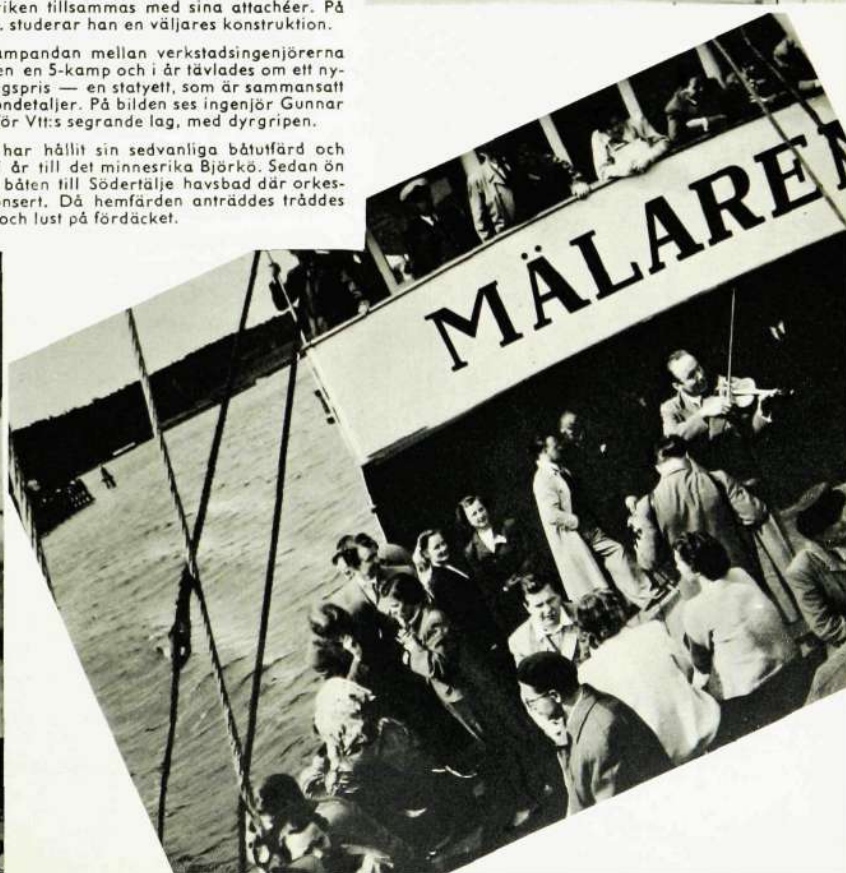 riken tillsammas med sina attachéer. På
studerar han en väljares konstruktion.
mpandan mellan verkstadsingenjörerna
en en 5-kamp och i år tävlades om ett ny-
gspris — en statyett, som är sammansatt
ondetaljer. På bilden ses ingenjör Gunnar
ör Vtt:s segrande lag, med dyrgripen.
har hållit sin sedvanliga båtutfärd och
i år till det minnesrika Björkö. Sedan ön
båten till Södertälje havsbad där orkes-
onsert. Då hemfärden anträddes tråddes
och lust på fördäcket.
MÄLAREN